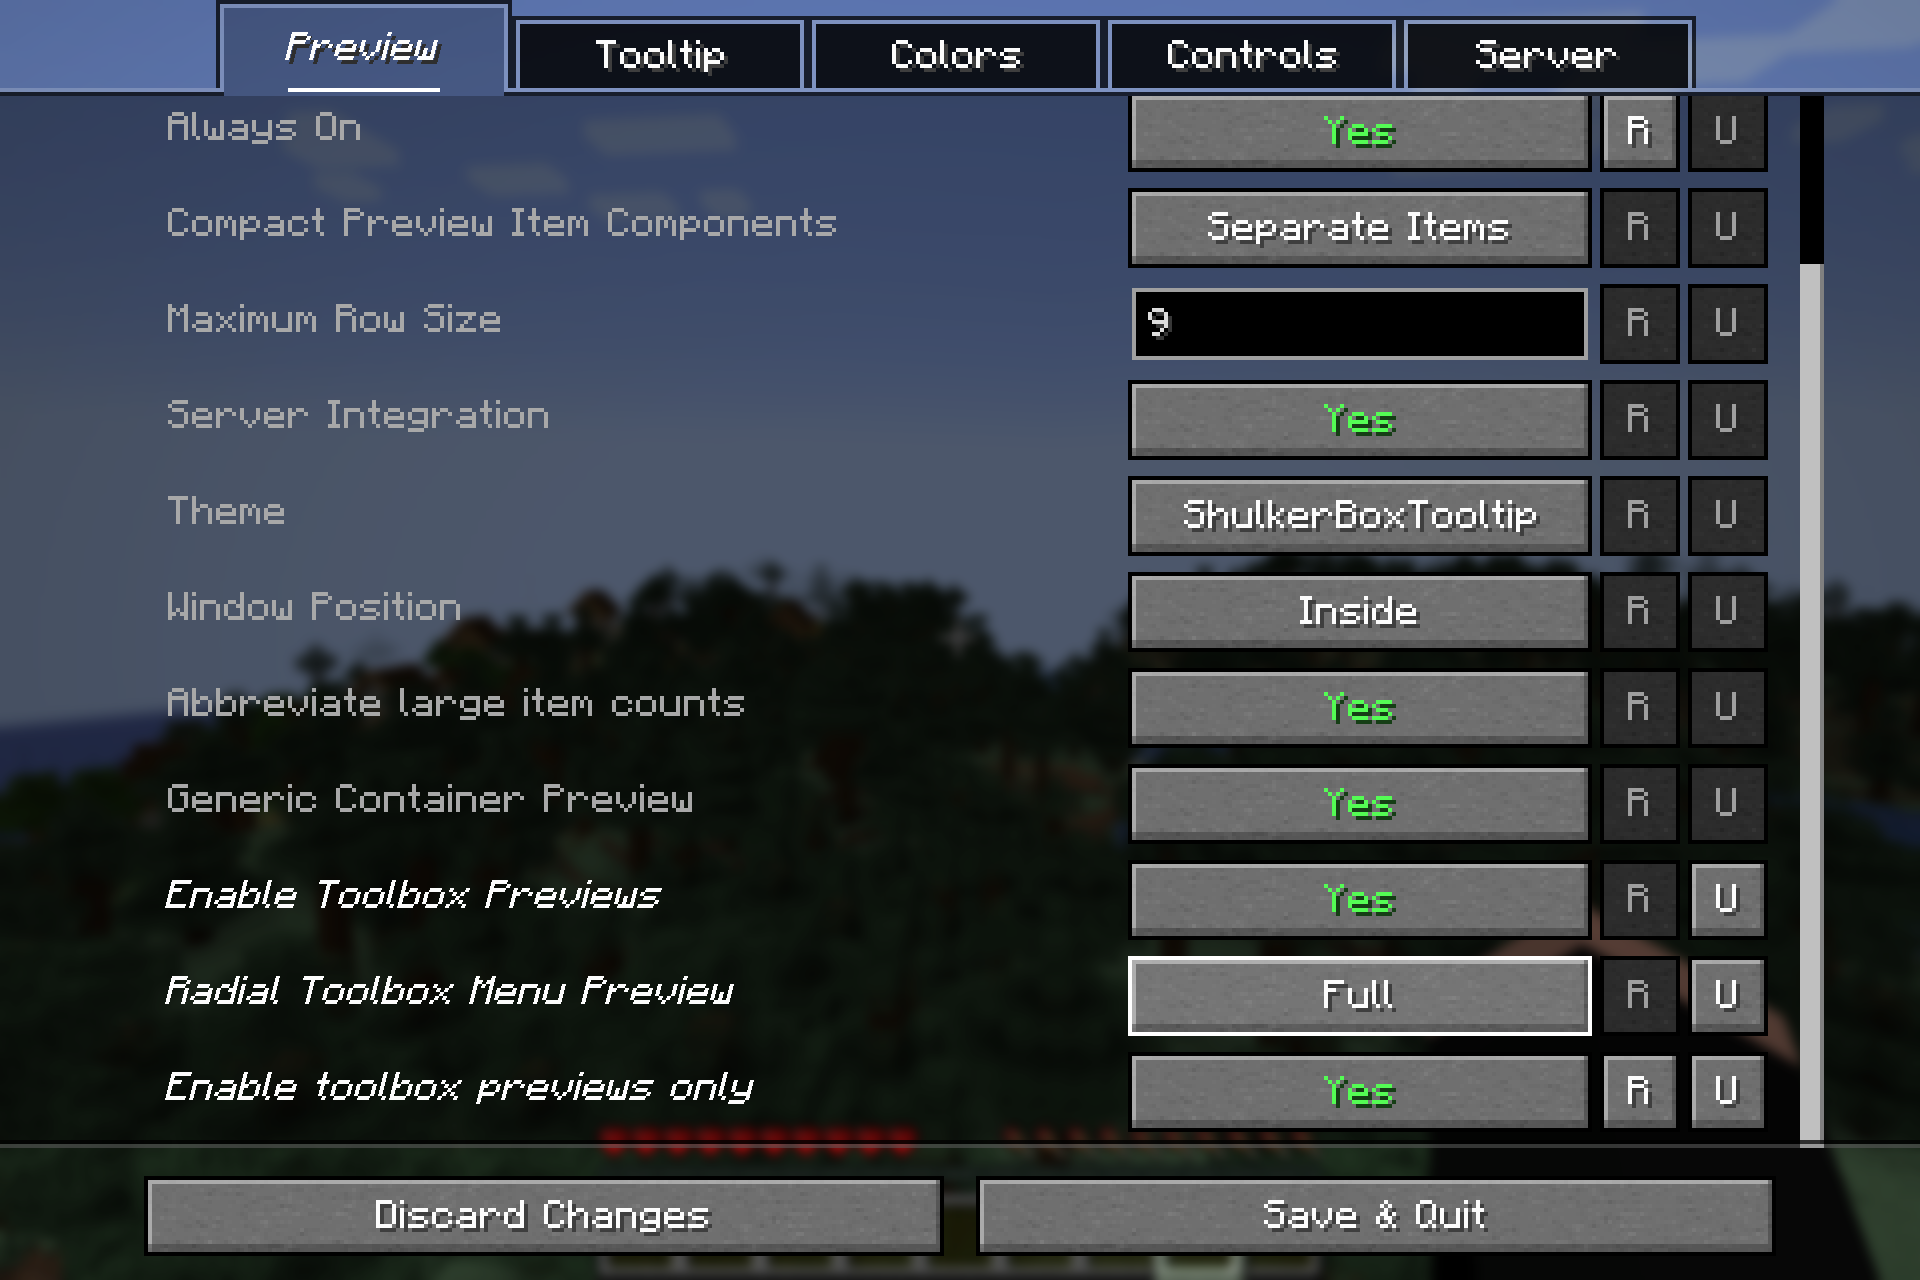 Preview Tooltip Colors Controls Server
Always On Yes R U
Compact Preview Item Components Separate Items R U
Maximum Row Size 9 R U
Server Integration Yes R U
Theme ShulkerBoxTooltip R U
Window Position Inside R U
Abbreviate large item counts Yes R U
Generic Container Preview Yes R U
Enable Toolbox Previews Yes R U
Radial Toolbox Menu Preview Full R U
Enable toolbox previews only Yes R U
Discard Changes Save & Quit